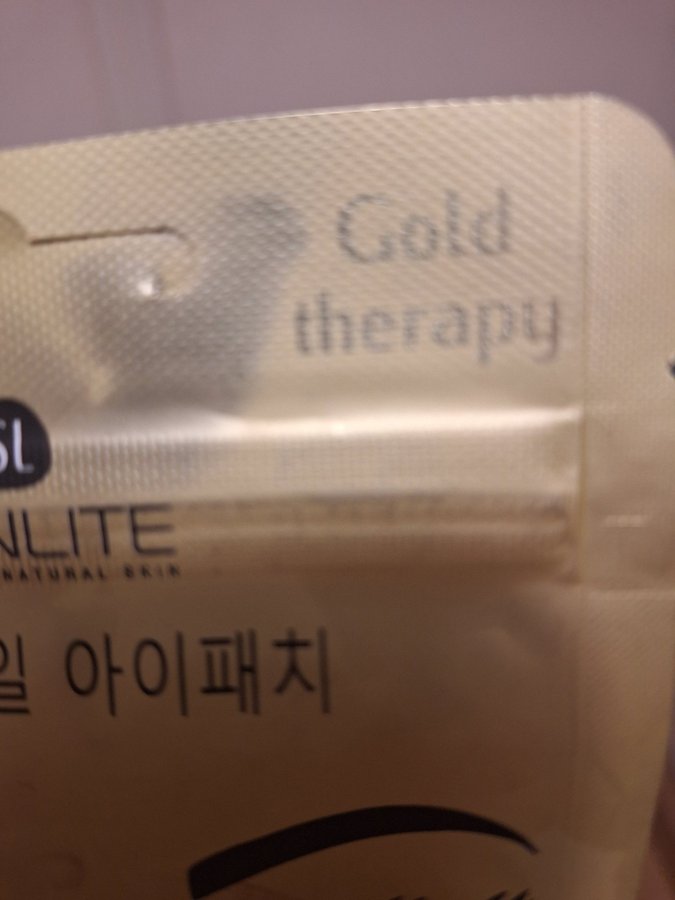 Gold
therapy
SL
NLITE
NATURAL SKIN
일 아이패치